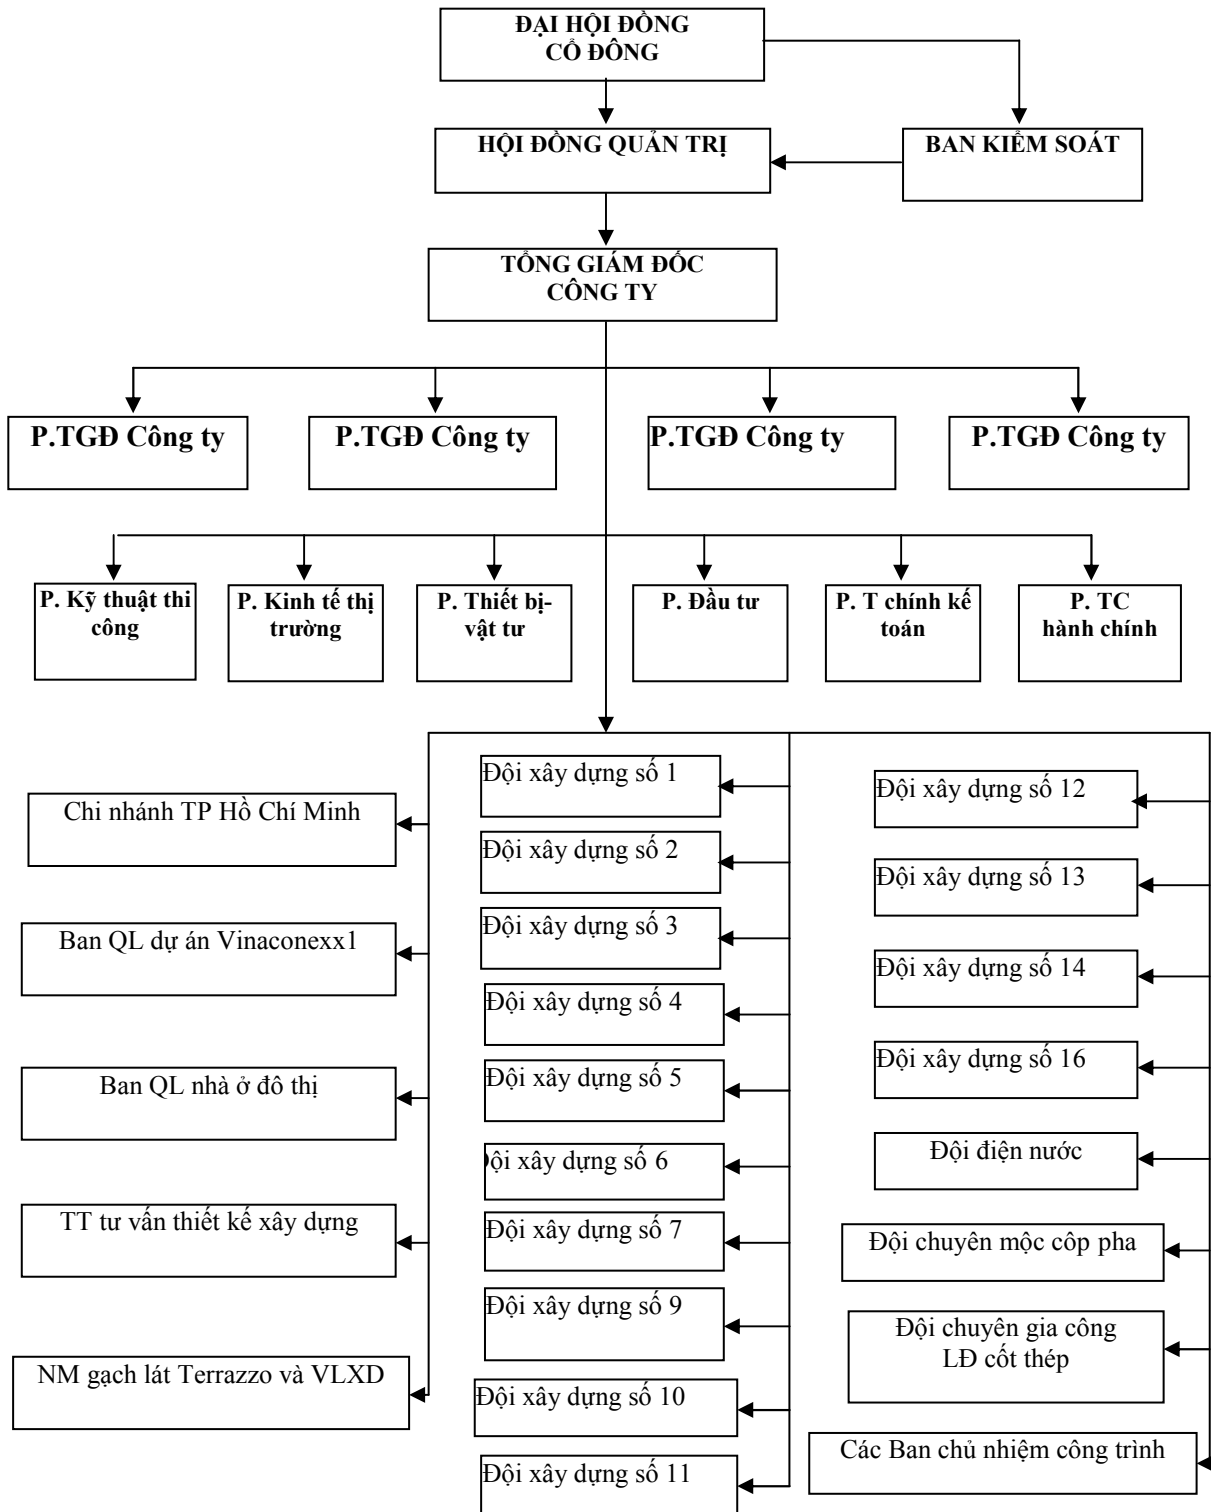 ĐẠI HỘI ĐỒNG
CỔ ĐÔNG
HỘI ĐỒNG QUẢN TRỊ
BAN KIỂM SOÁT
TỔNG GIÁM ĐỐC
CÔNG TY
P.TGĐ Công ty
P.TGĐ Công ty
P.TGĐ Công ty
P.TGĐ Công ty
P. Kỹ thuật thi
công
P. Kinh tế thị
trường
P. Thiết bị-
vật tư
P. Đầu tư
P. T chính kế
toán
P. TC
hành chính
Chi nhánh TP Hồ Chí Minh
Ban QL dự án Vinaconexx1
Ban QL nhà ở đô thị
TT tư vấn thiết kế xây dựng
NM gạch lát Terrazzo và VLXD
Đội xây dựng số 1
Đội xây dựng số 2
Đội xây dựng số 3
Đội xây dựng số 4
Đội xây dựng số 5
Đội xây dựng số 6
Đội xây dựng số 7
Đội xây dựng số 9
Đội xây dựng số 10
Đội xây dựng số 11
Đội xây dựng số 12
Đội xây dựng số 13
Đội xây dựng số 14
Đội xây dựng số 16
Đội điện nước
Đội chuyên mộc côp pha
Đội chuyên gia công
LĐ cốt thép
Các Ban chủ nhiệm công trình